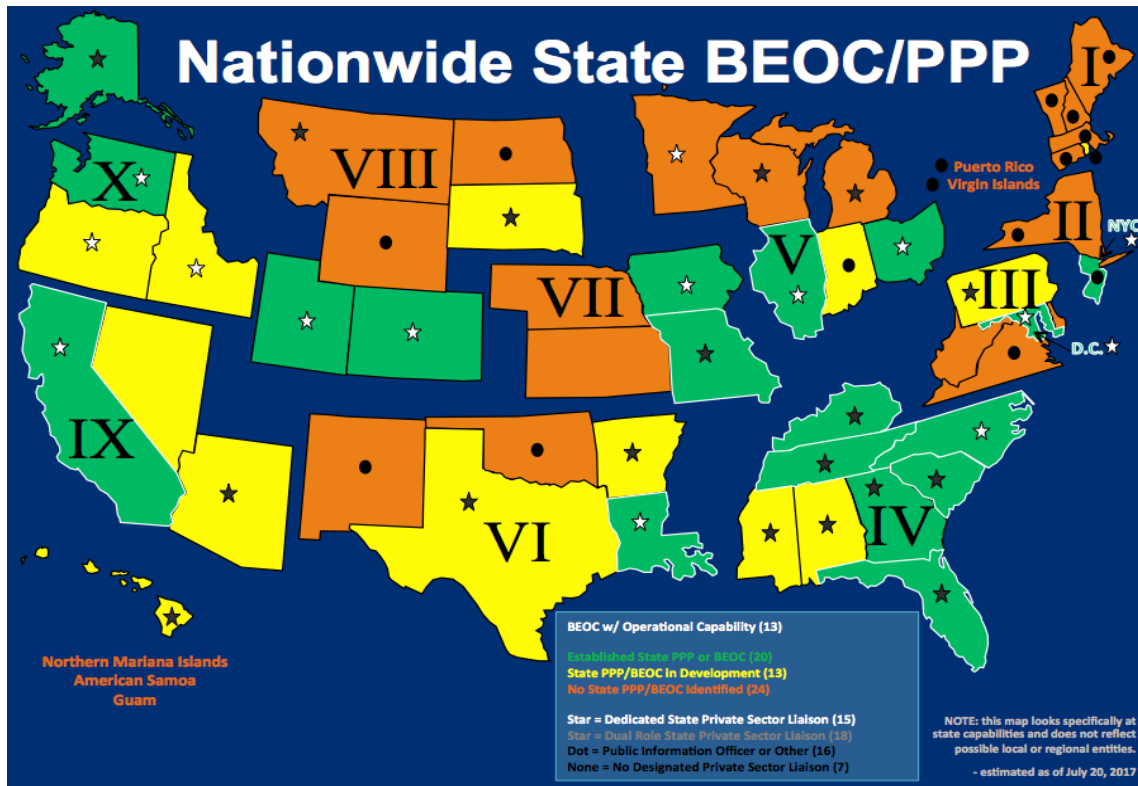 Nationwide State BEOC/PPP
I
Puerto Rico
Virgin Islands
X
VIII
II
NYC
V
III
VII
D.C.
IX
IV
VI
Northern Mariana Islands
American Samoa
Guam
BEOC w/ Operational Capability (13)
Established State PPP or BEOC (20)
State PPP/BEOC in Development (13)
No State PPP/BEOC Identified (24)
Star = Dedicated State Private Sector Liaison (15)
Star = Dual Role State Private Sector Liaison (18)
Dot = Public Information Officer or Other (16)
None = No Designated Private Sector Liaison (7)
NOTE: this map looks specifically at
state capabilities and does not reflect
possible local or regional entities.
- estimated as of July 20, 2017